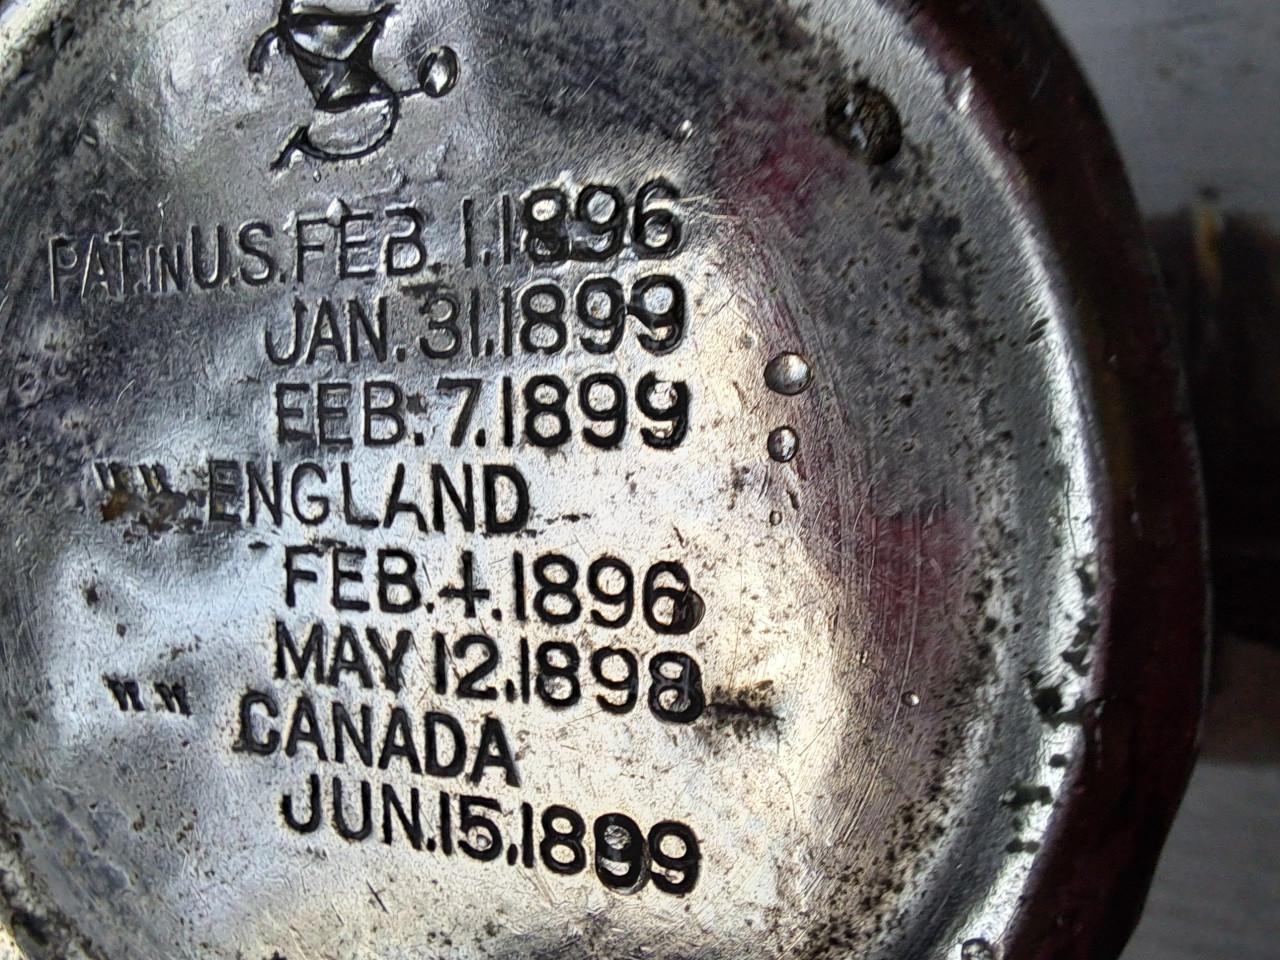 PAT. IN U.S. FEB. 1. 1896
JAN. 31. 1899
FEB. 7. 1899
" " ENGLAND
FEB. 4. 1896
MAY 12. 1898
" " CANADA
JUN. 15. 1899